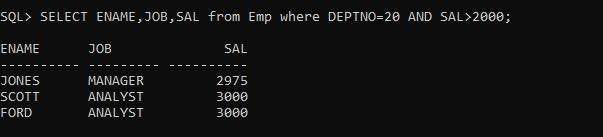 SQL> SELECT ENAME,JOB,SAL from Emp where DEPTNO=20 AND SAL>2000;
ENAME      JOB              SAL
---------- --------- ----------
JONES      MANAGER         2975
SCOTT      ANALYST         3000
FORD       ANALYST         3000